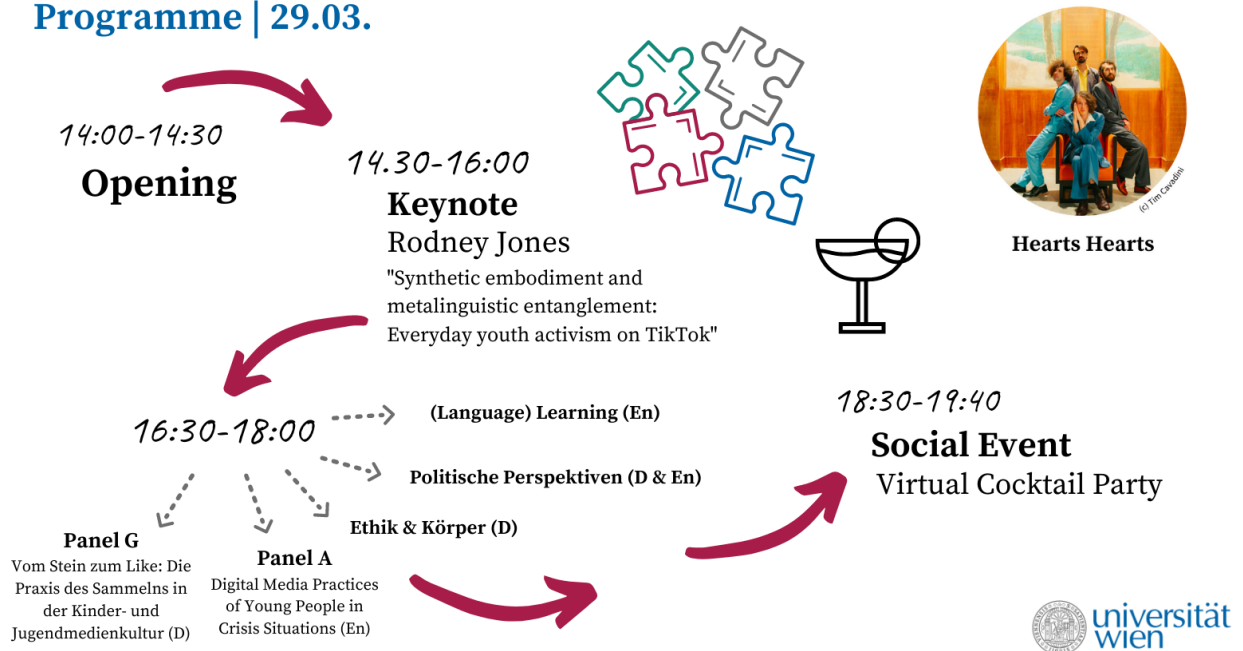 Programme | 29.03.
14:00-14:30
Opening
14.30-16:00
Keynote
Rodney Jones
"Synthetic embodiment and
metalinguistic entanglement:
Everyday youth activism on TikTok"
(c) Tim Cavadini
Hearts Hearts
16:30-18:00
(Language) Learning (En)
Politische Perspektiven (D & En)
Ethik & Körper (D)
Panel A
Digital Media Practices
of Young People in
Crisis Situations (En)
Panel G
Vom Stein zum Like: Die
Praxis des Sammelns in
der Kinder- und
Jugendmedienkultur (D)
18:30-19:40
Social Event
Virtual Cocktail Party
universität
wien